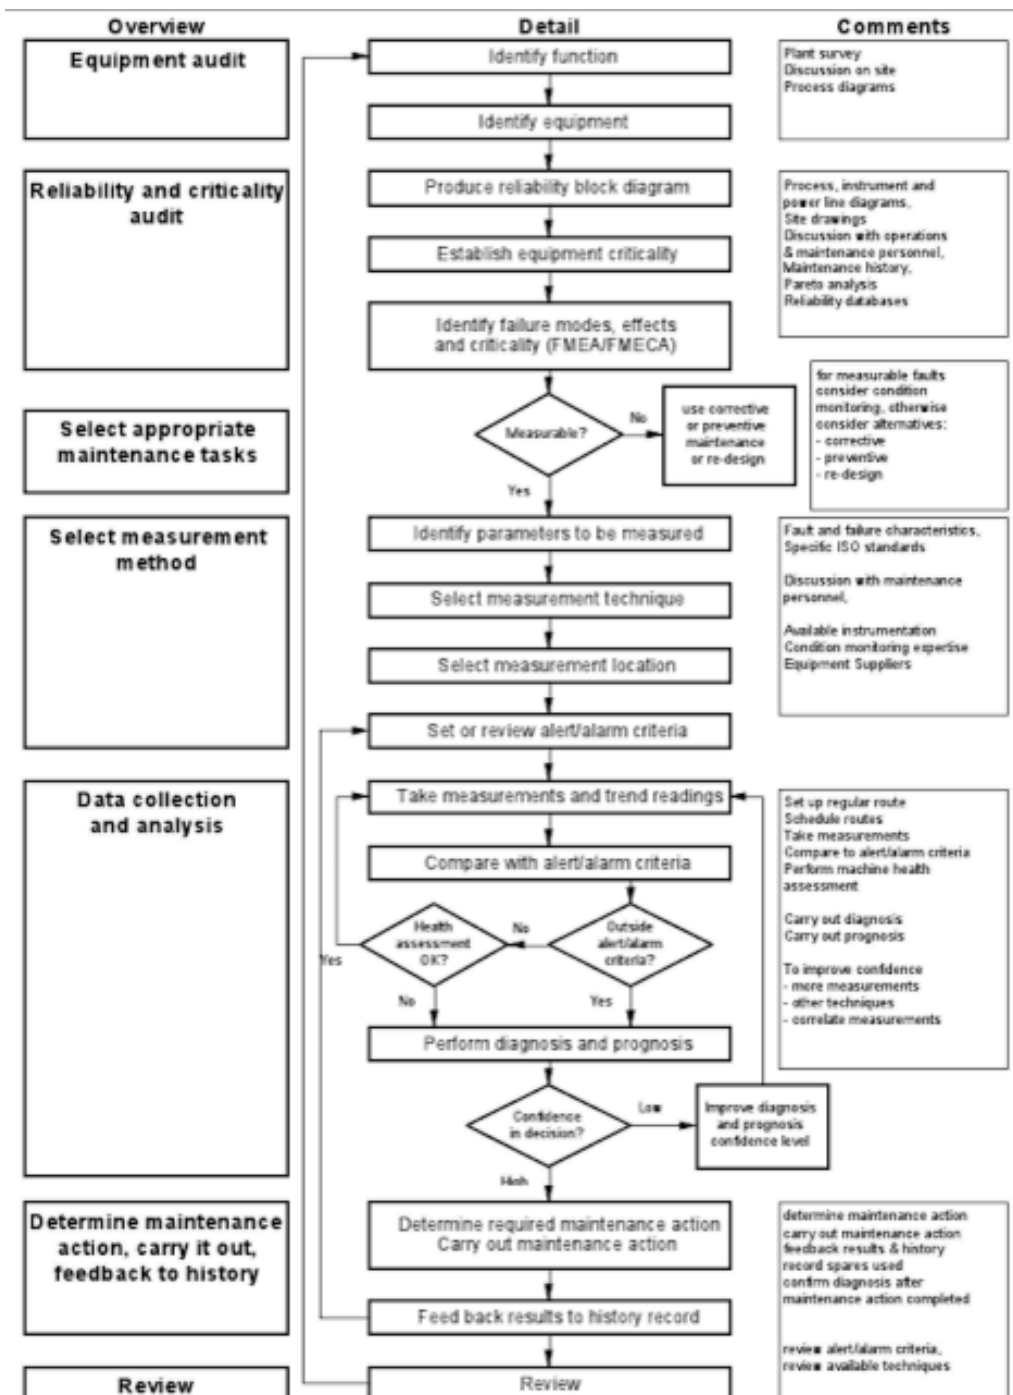 Overview
Detail
Comments
Equipment audit
Identify function
Plant survey
Discussion on site
Process diagrams
Identify equipment
Reliability and criticality
audit
Produce reliability block diagram
Process, instrument and
power line diagrams,
Site drawings
Discussion with operations
& maintenance personnel,
Maintenance history,
Pareto analysis
Reliability databases
Establish equipment criticality
Identify failure modes, effects
and criticality (FMEA/FMECA)
Select appropriate
maintenance tasks
Measurable?
No
Yes
use corrective
or preventive
maintenance
or re-design
for measurable faults
consider condition
monitoring, otherwise
consider alternatives:
- corrective
- preventive
- re-design
Select measurement
method
Identify parameters to be measured
Select measurement technique
Select measurement location
Set or review alert/alarm criteria
Fault and failure characteristics,
Specific ISO standards
Discussion with maintenance
personnel,
Available instrumentation
Condition monitoring expertise
Equipment Suppliers
Data collection
and analysis
Take measurements and trend readings
Compare with alert/alarm criteria
Health
assessment
OK?
No
Outside
alert/alarm
criteria?
Yes
No
Yes
Perform diagnosis and prognosis
Confidence
in decision?
Low
Improve diagnosis
and prognosis
confidence level
High
Set up regular route
Schedule routes
Take measurements
Compare to alert/alarm criteria
Perform machine health
assessment
Carry out diagnosis
Carry out prognosis
To improve confidence
- more measurements
- other techniques
- correlate measurements
Determine maintenance
action, carry it out,
feedback to history
Determine required maintenance action
Carry out maintenance action
Feed back results to history record
determine maintenance action
carry out maintenance action
feedback results & history
record spares used
confirm diagnosis after
maintenance action completed
review alert/alarm criteria,
review available techniques
Review
Review